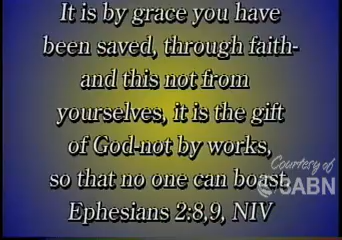 It is by grace you have
been saved, through faith-
and this not from
yourselves, it is the gift
of God-not by works,
so that no one can boast.
Ephesians 2:8,9, NIV
Courtesy of
3ABN